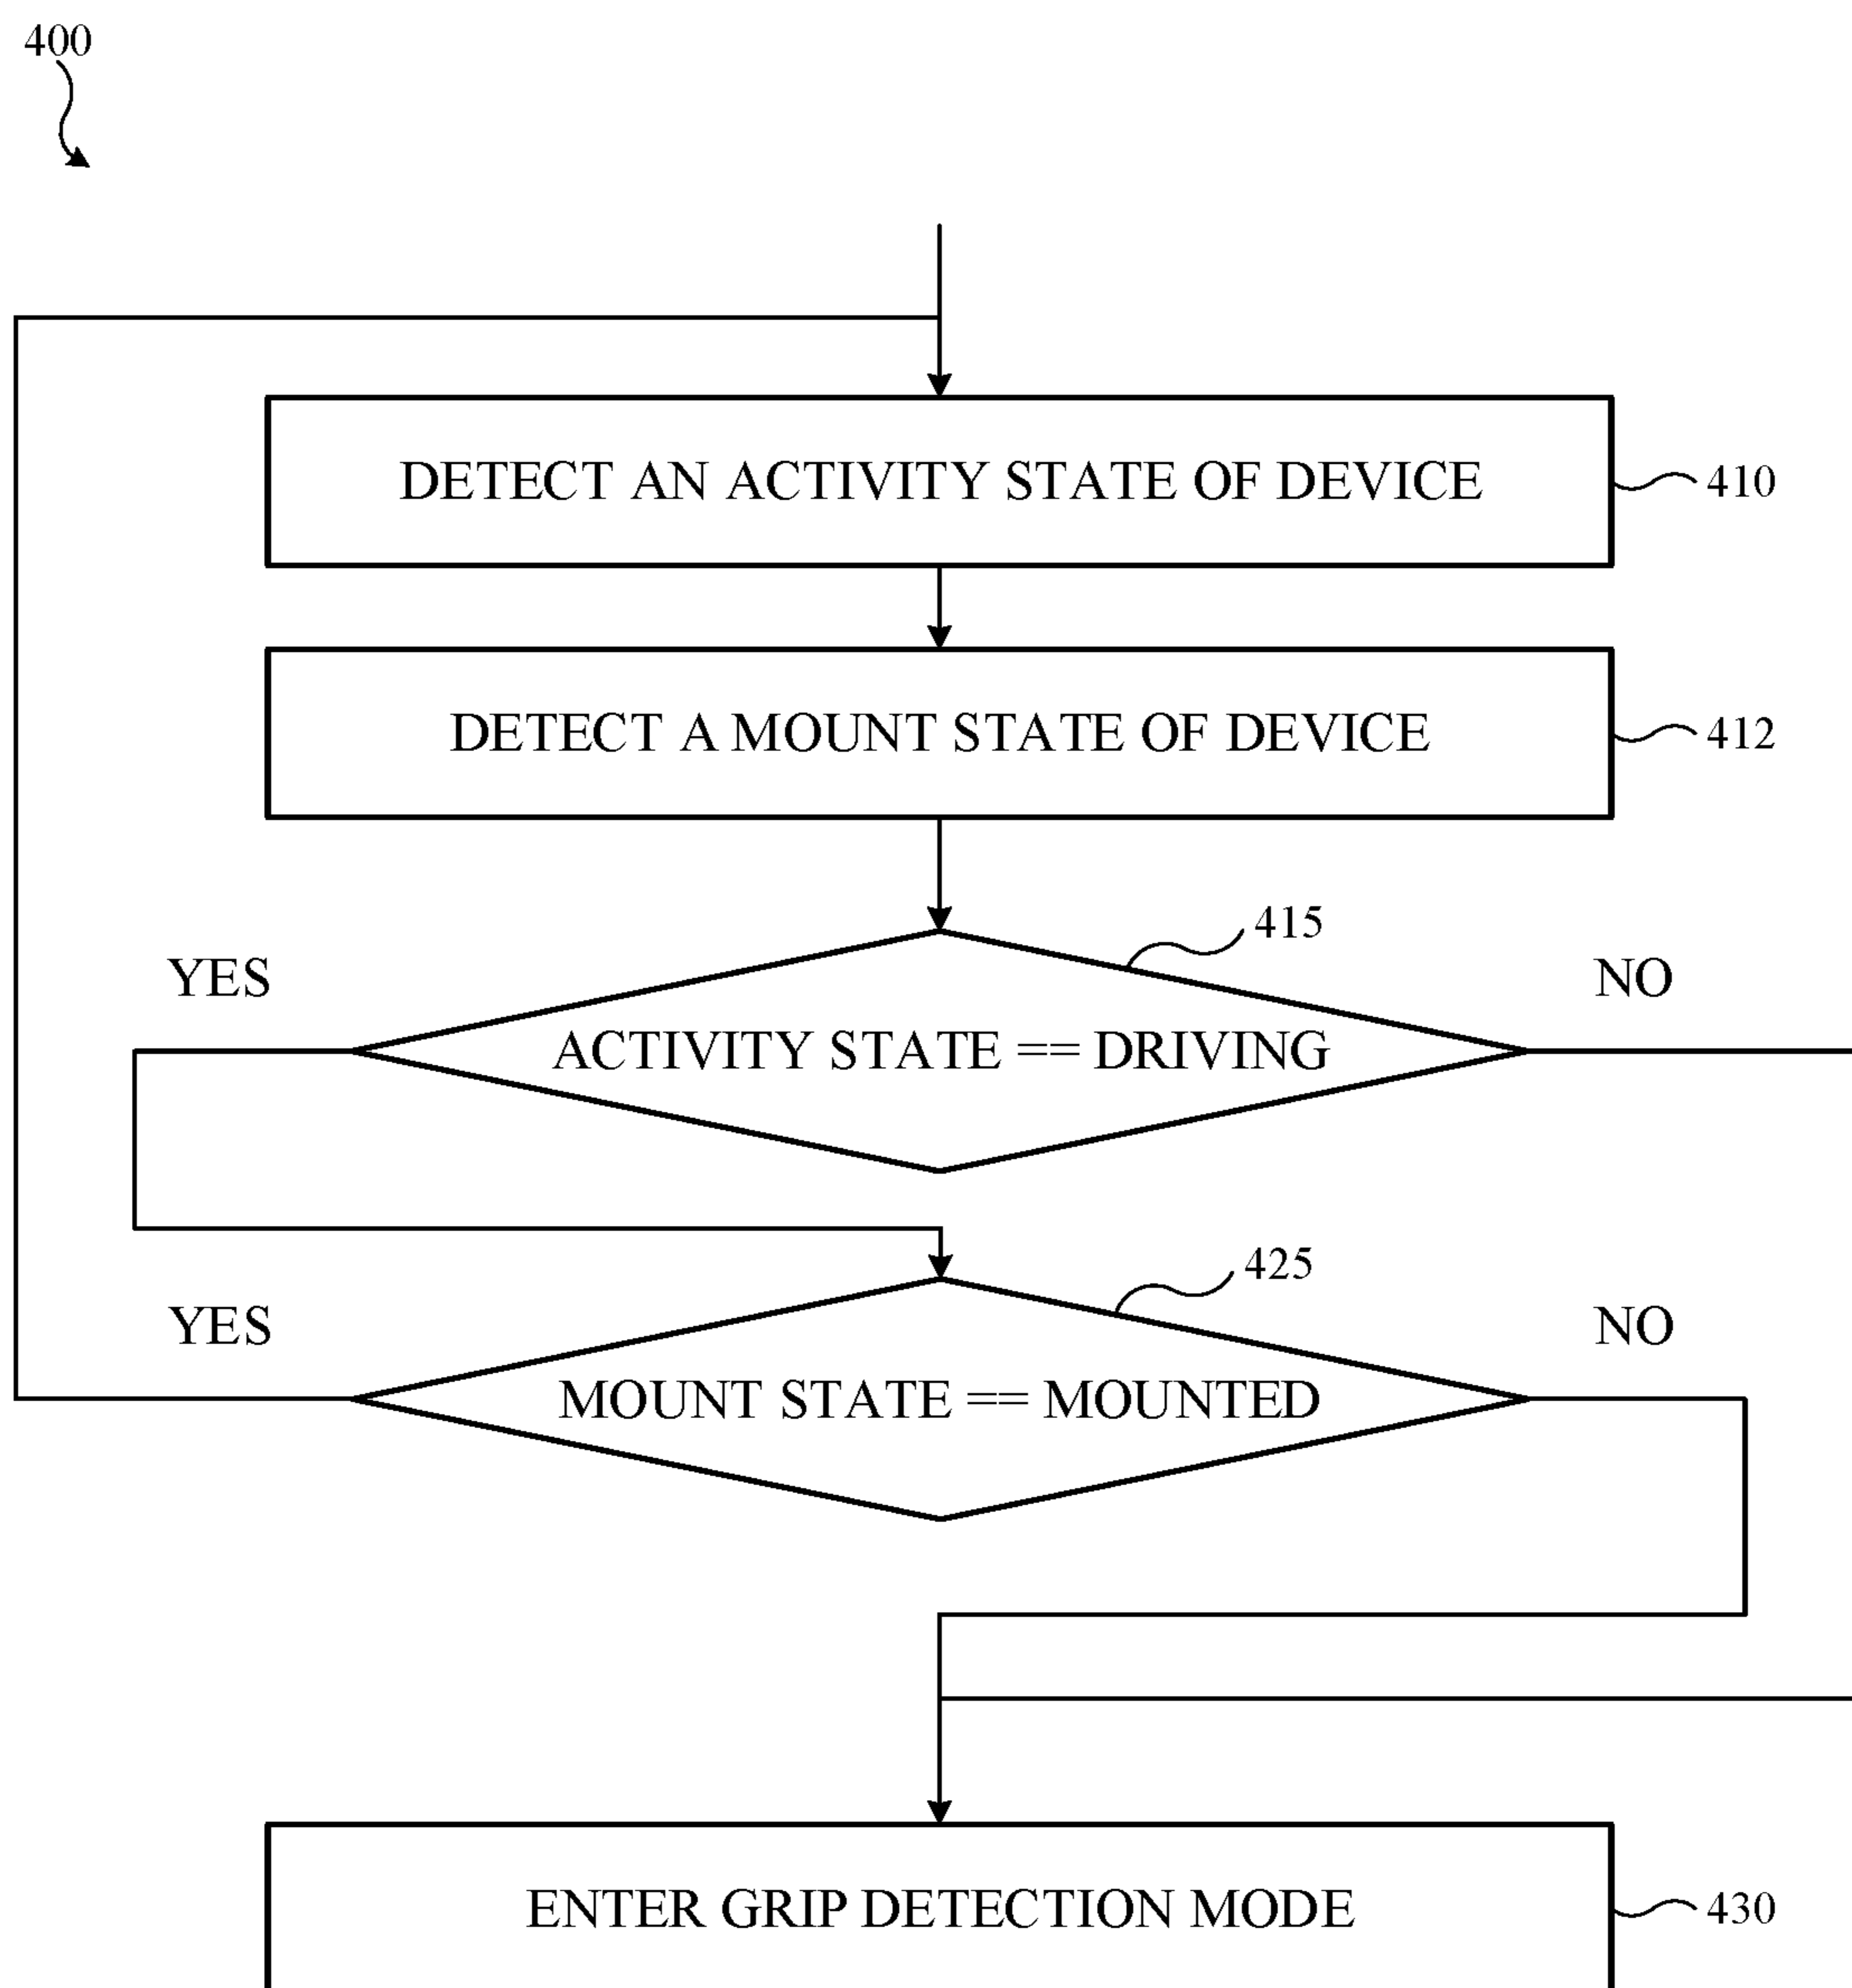 400
DETECT AN ACTIVITY STATE OF DEVICE
410
DETECT A MOUNT STATE OF DEVICE
412
415
YES
NO
ACTIVITY STATE == DRIVING
425
YES
NO
MOUNT STATE == MOUNTED
ENTER GRIP DETECTION MODE
430